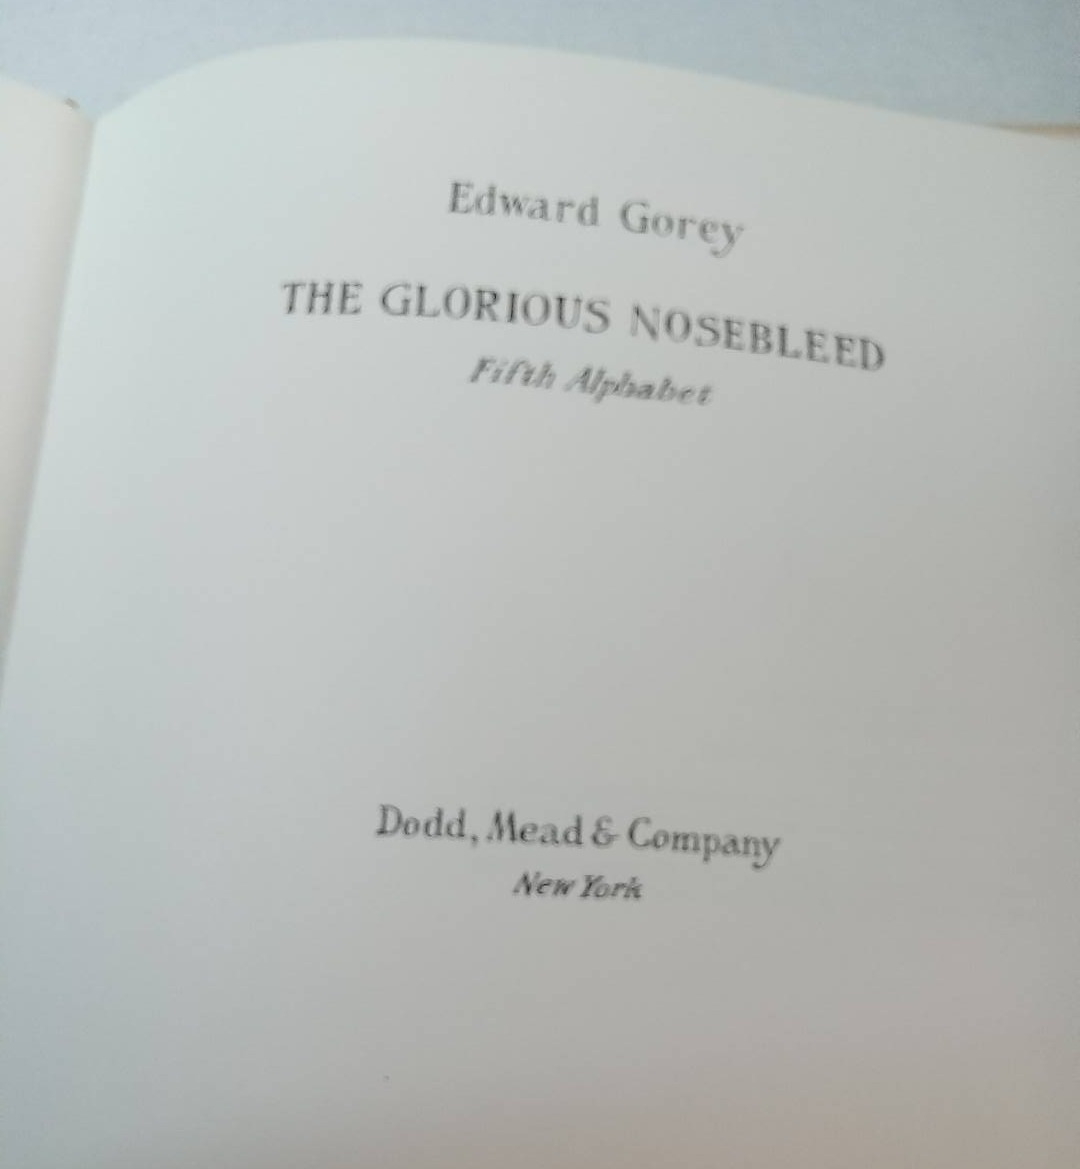 Edward Gorey
THE GLORIOUS NOSEBLEED
Fifth Alphabet
Dodd, Mead & Company
New York